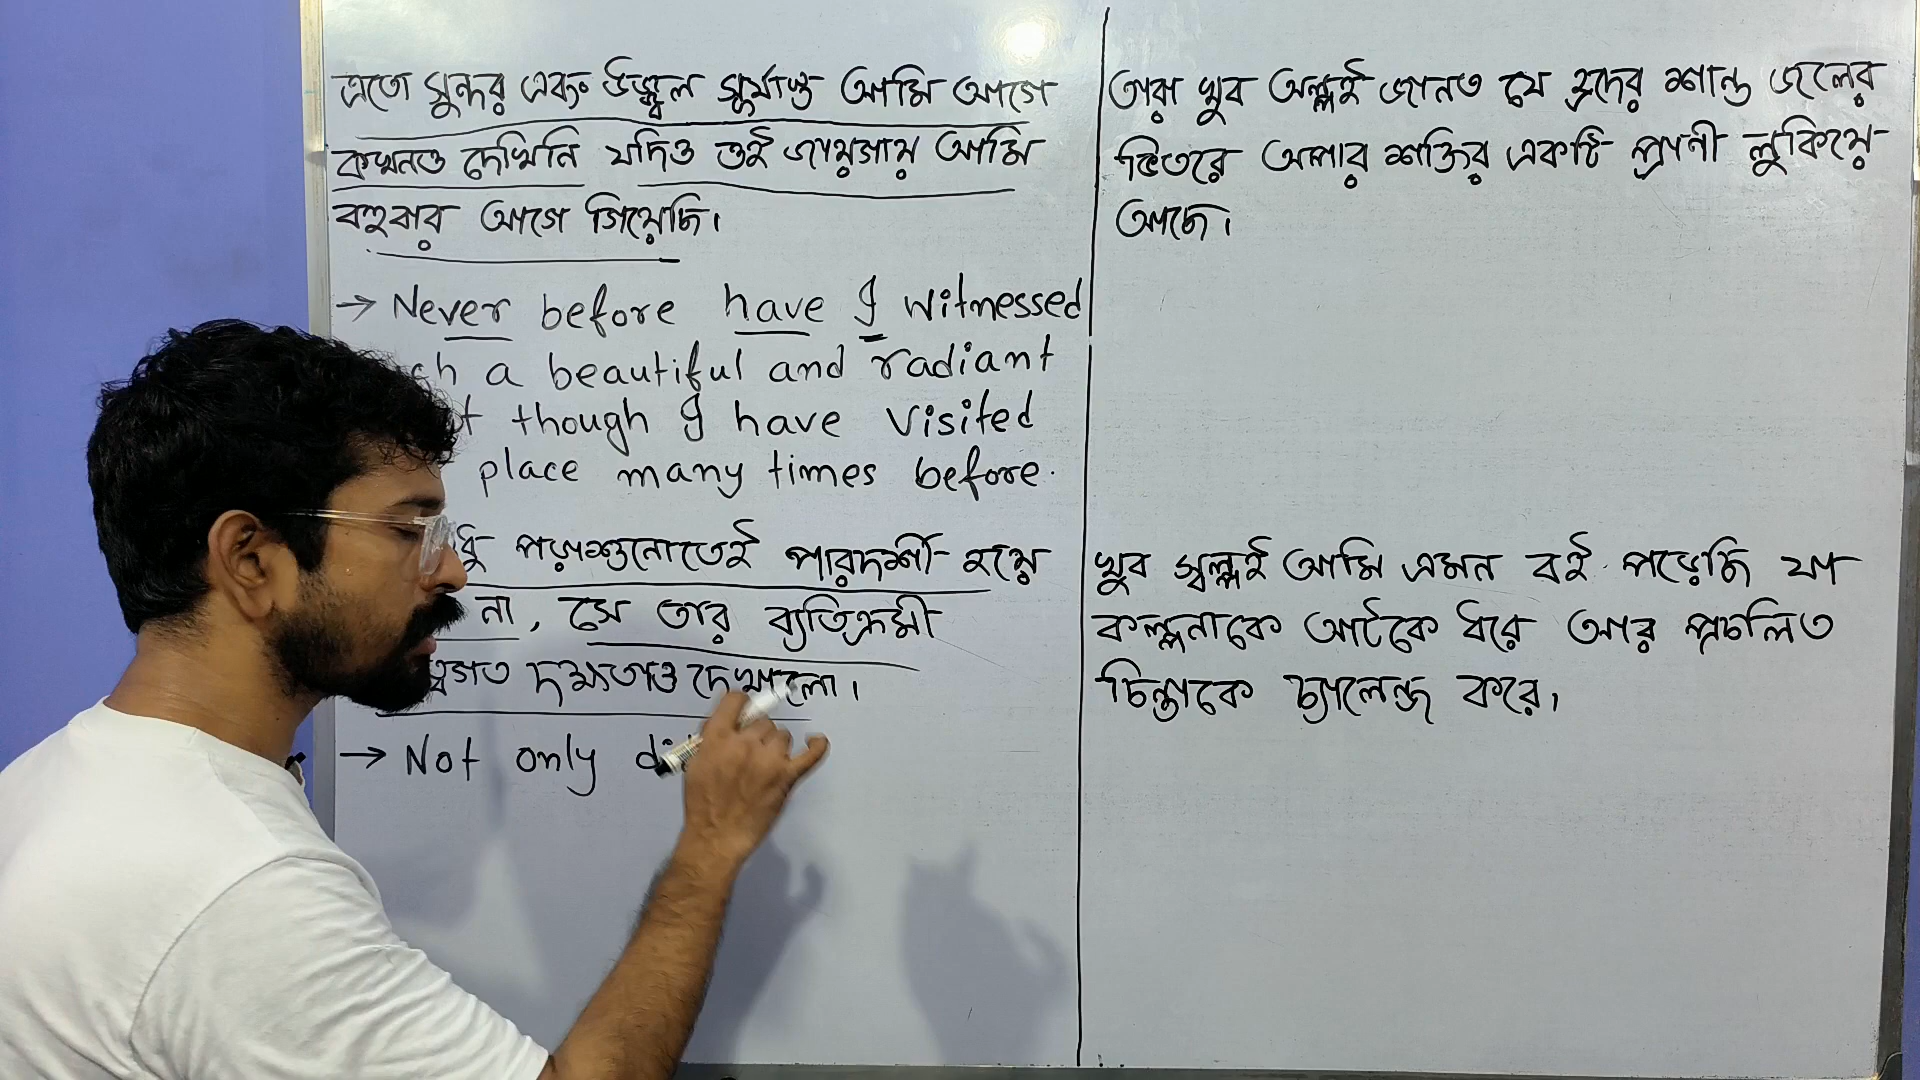 এতো সুন্দর এবং উজ্জ্বল সূর্যাস্ত আমি আগে
কখনও দেখিনি যদিও ওই জায়গায় আমি
বহুবার আগে গিয়েছি।
→ Never before have I witnessed
a beautiful and radiant
though I have visited
place many times before.
পড়াশুনোতেই পারদর্শী হয়ে
না, সে তার ব্যতিক্রমী
দক্ষতাও দেখালো।
→ Not only
তারা খুব অল্পই জানত যে হ্রদের শান্ত জলের
ভিতরে অপার শক্তির একটি প্রাণী লুকিয়ে
আছে।
খুব স্বল্পই আমি এমন বই পড়েছি যা
কল্পনাকে আটকে ধরে আর প্রচলিত
চিন্তাকে চ্যালেন্জ করে।